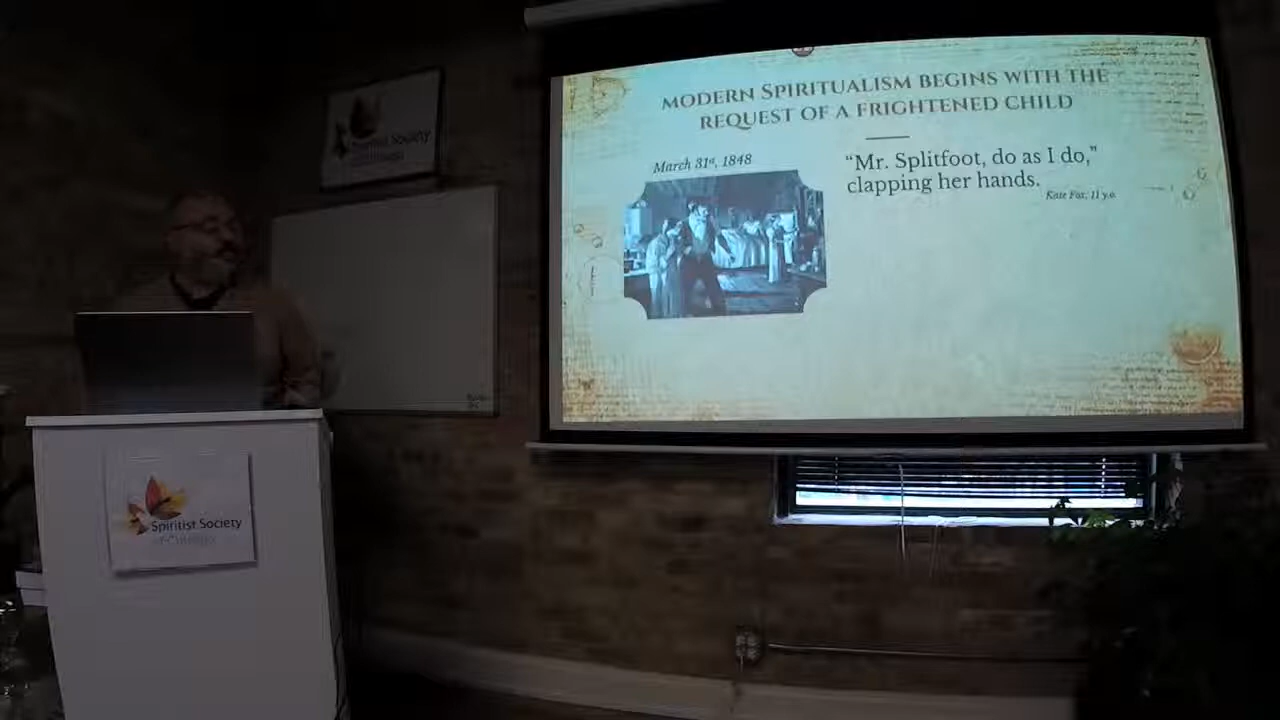 MODERN SPIRITUALISM BEGINS WITH THE
REQUEST OF A FRIGHTENED CHILD
March 31st, 1848
“Mr. Splitfoot, do as I do,”
clapping her hands.
Kate Fox; 11 y.o.
Spiritist Society
Spiritist Society